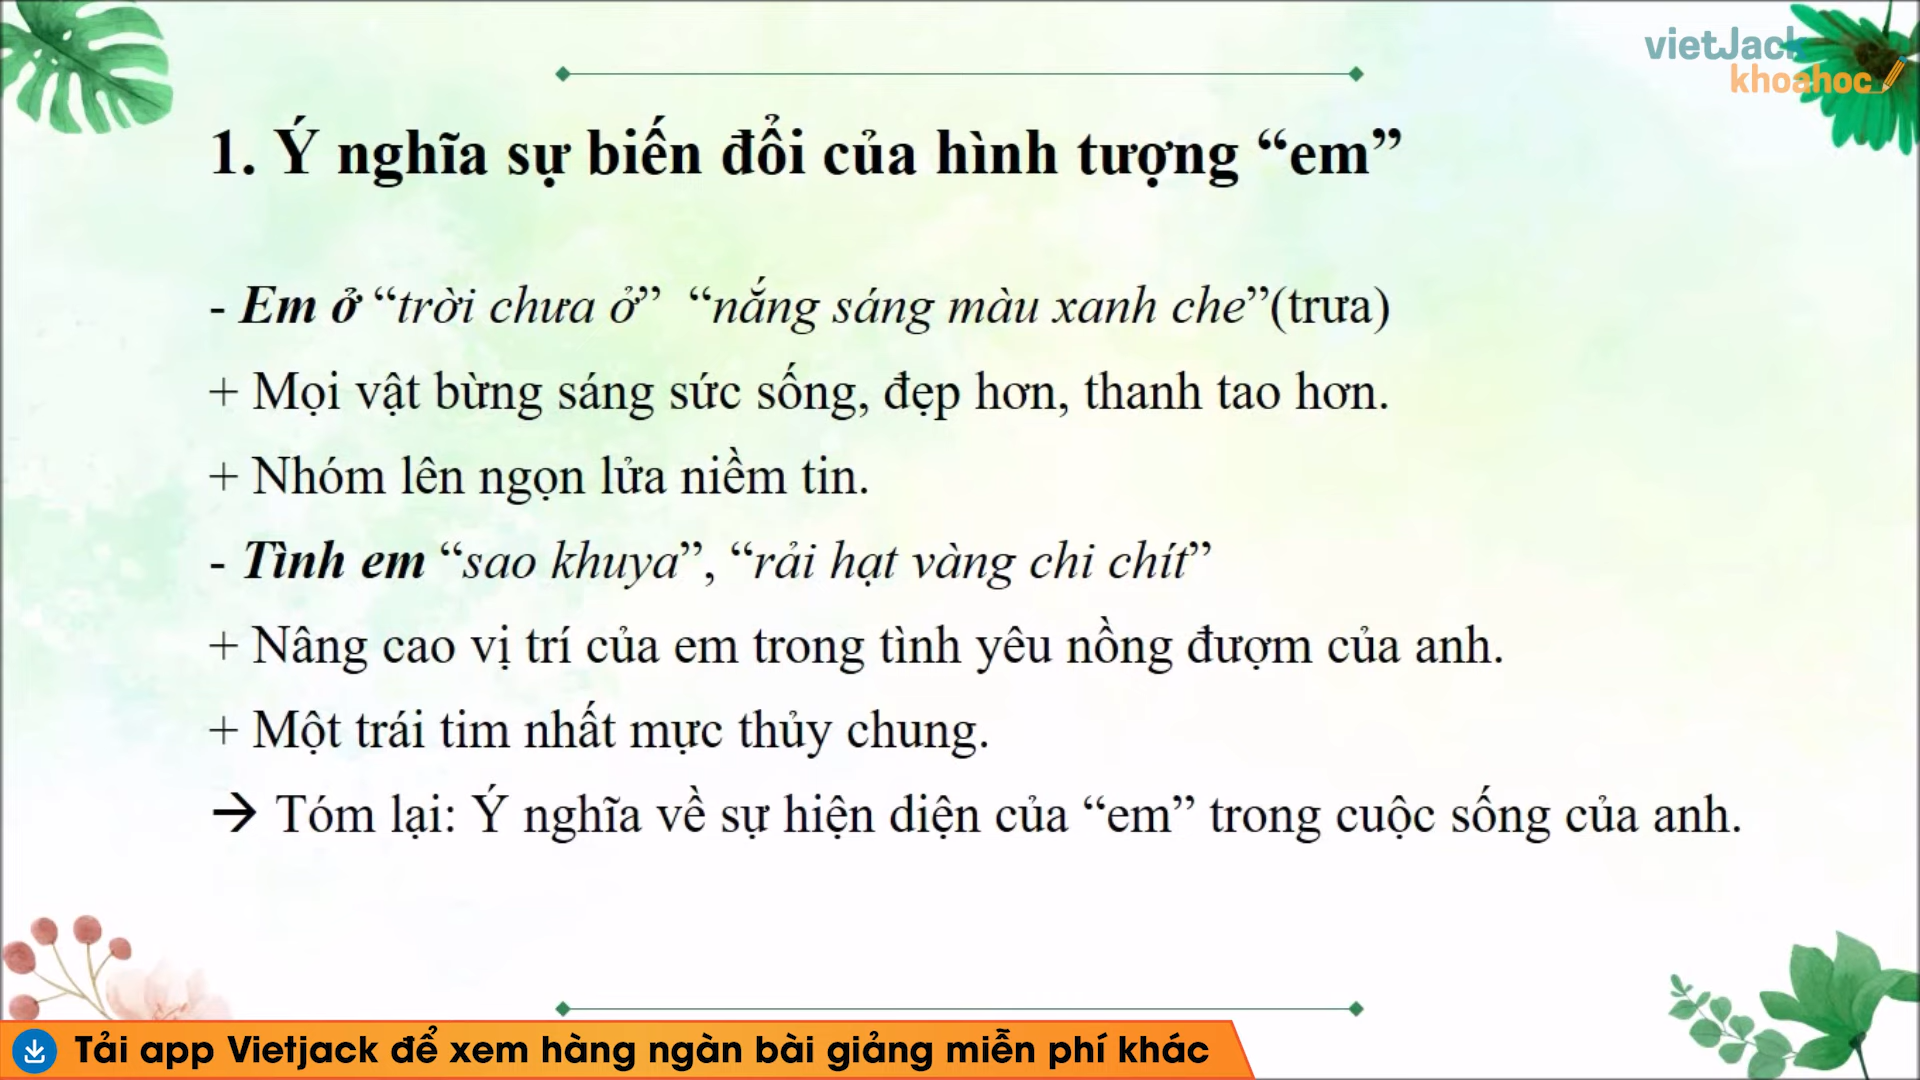 vietJack
khoahoc
1. Ý nghĩa sự biến đổi của hình tượng “em”
- Em ở “trời chưa ở” “nắng sáng màu xanh che”(trưa)
+ Mọi vật bừng sáng sức sống, đẹp hơn, thanh tao hơn.
+ Nhóm lên ngọn lửa niềm tin.
- Tình em “sao khuya”, “rải hạt vàng chi chít”
+ Nâng cao vị trí của em trong tình yêu nồng đượm của anh.
+ Một trái tim nhất mực thủy chung.
→ Tóm lại: Ý nghĩa về sự hiện diện của “em” trong cuộc sống của anh.
Tải app Vietjack để xem hàng ngàn bài giảng miễn phí khác